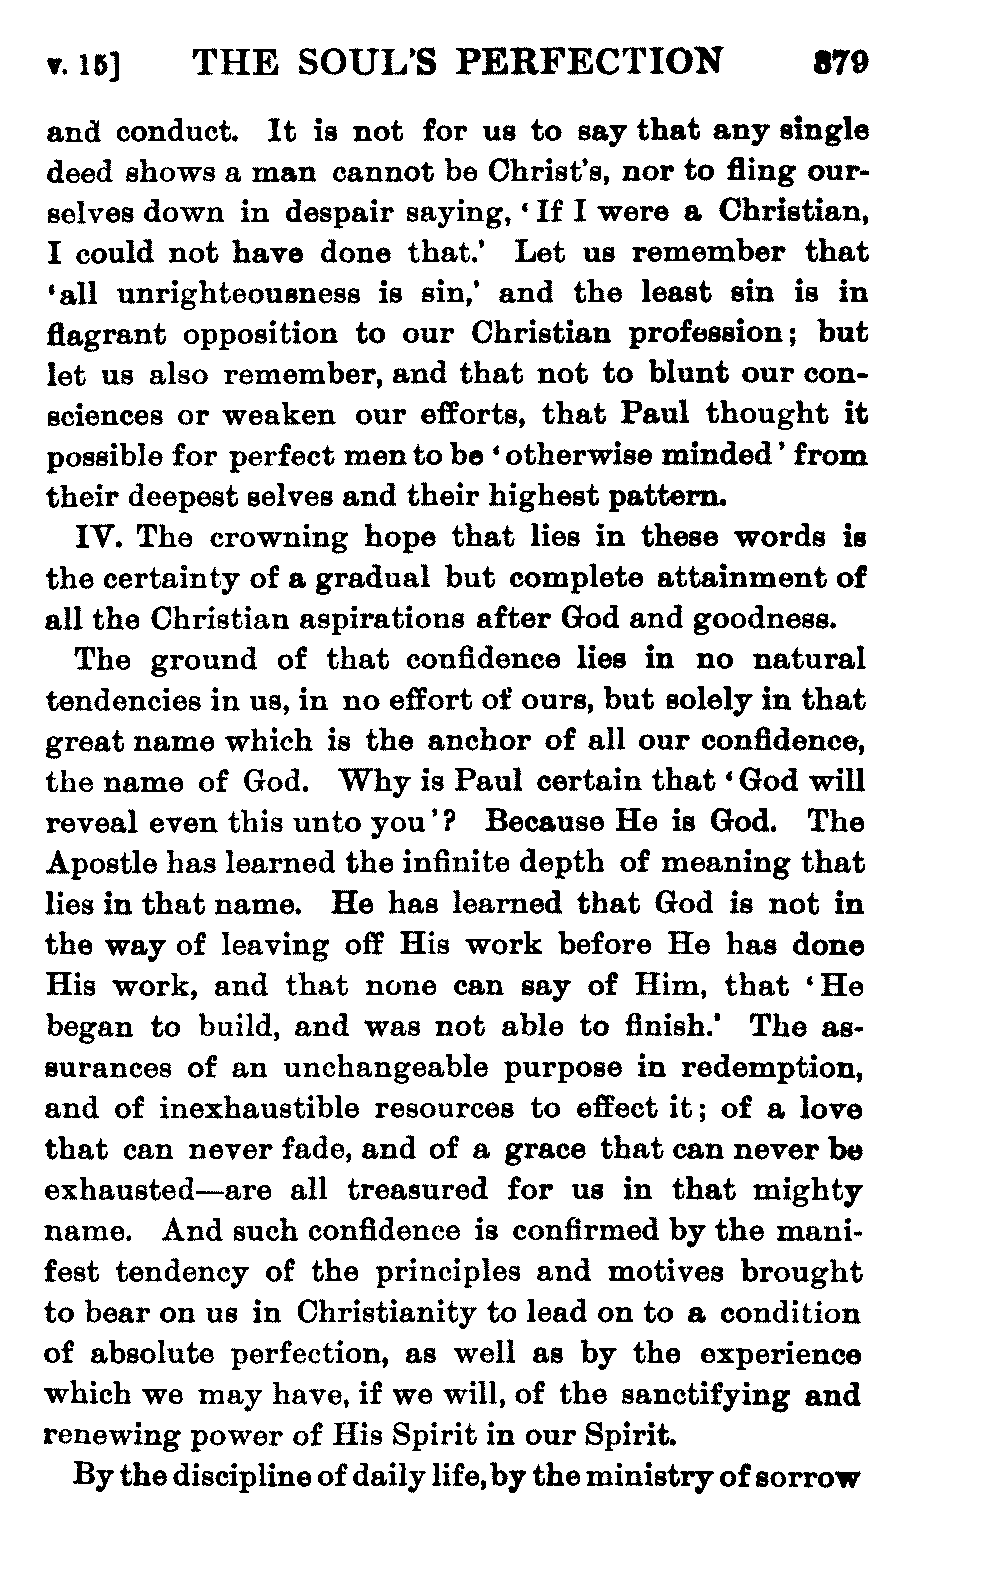 v. 15] THE SOUL'S PERFECTION 379
and conduct. It is not for us to say that any single
deed shows a man cannot be Christ's, nor to fling our-
selves down in despair saying, ‘If I were a Christian,
I could not have done that.’ Let us remember that
‘all unrighteousness is sin,’ and the least sin is in
flagrant opposition to our Christian profession; but
let us also remember, and that not to blunt our con-
sciences or weaken our efforts, that Paul thought it
possible for perfect men to be ‘otherwise minded’ from
their deepest selves and their highest pattern.
IV. The crowning hope that lies in these words is
the certainty of a gradual but complete attainment of
all the Christian aspirations after God and goodness.
The ground of that confidence lies in no natural
tendencies in us, in no effort of ours, but solely in that
great name which is the anchor of all our confidence,
the name of God. Why is Paul certain that ‘God will
reveal even this unto you’? Because He is God. The
Apostle has learned the infinite depth of meaning that
lies in that name. He has learned that God is not in
the way of leaving off His work before He has done
His work, and that none can say of Him, that ‘He
began to build, and was not able to finish.’ The as-
surances of an unchangeable purpose in redemption,
and of inexhaustible resources to effect it; of a love
that can never fade, and of a grace that can never be
exhausted—are all treasured for us in that mighty
name. And such confidence is confirmed by the mani-
fest tendency of the principles and motives brought
to bear on us in Christianity to lead on to a condition
of absolute perfection, as well as by the experience
which we may have, if we will, of the sanctifying and
renewing power of His Spirit in our Spirit.
By the discipline of daily life, by the ministry of sorrow